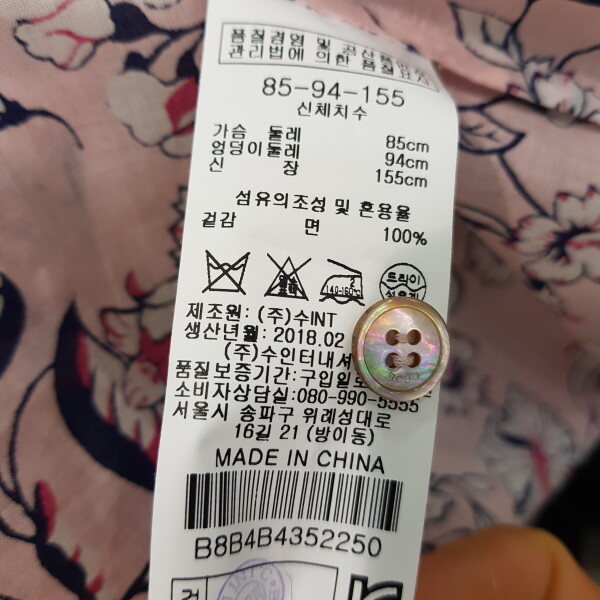 품질경영 및 공산품안전
관리법에 의한 품질표시
85-94-155
신체치수
가슴 둘레 85cm
엉덩이둘레 94cm
신 장 155cm
섬유의조성 및 혼용율
겉감 면 100%
140-160℃
드라이
제조원: (주)수INT
생산년월: 2018.02
(주)수인터내셔
품질보증기간: 구입일로
소비자상담실:080-990-5555
서울시 송파구 위례성대로
16길 21 (방이동)
MADE IN CHINA
B8B4B4352250